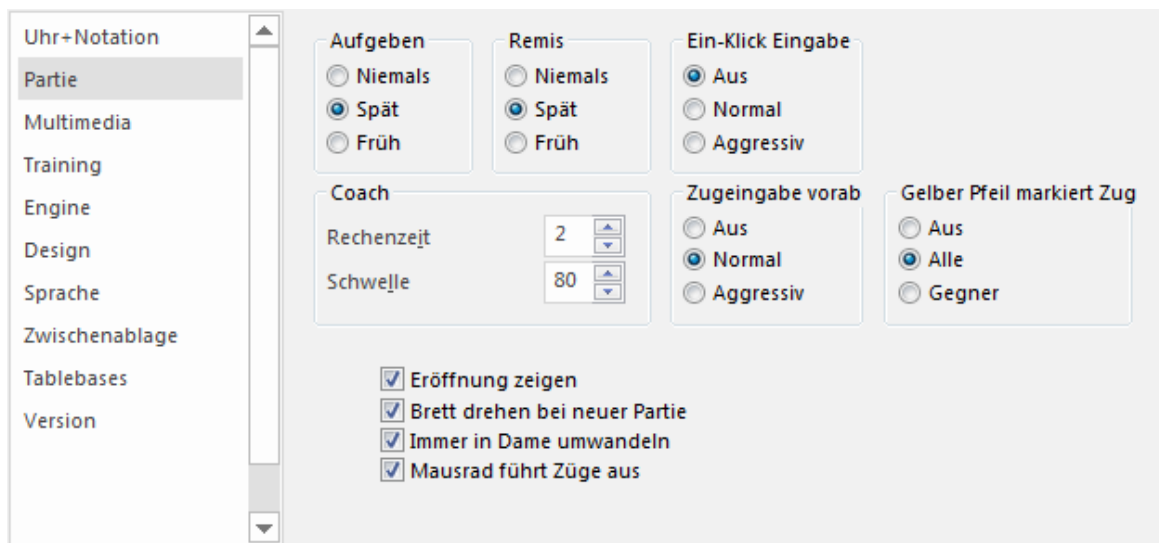 Uhr+Notation
Partie
Multimedia
Training
Engine
Design
Sprache
Zwischenablage
Tablebases
Version
Aufgeben
Niemals
Spät
Früh
Remis
Niemals
Spät
Früh
Ein-Klick Eingabe
Aus
Normal
Aggressiv
Coach
Rechenzeit 2
Schwelle 80
Zugeingabe vorab
Aus
Normal
Aggressiv
Gelber Pfeil markiert Zug
Aus
Alle
Gegner
Eröffnung zeigen
Brett drehen bei neuer Partie
Immer in Dame umwandeln
Mausrad führt Züge aus